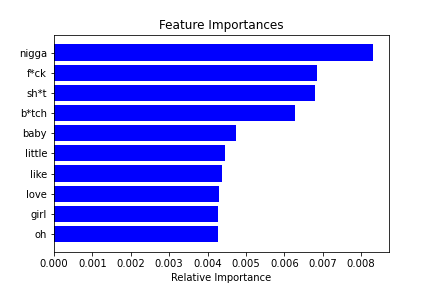 Feature Importances
nigga
f*ck
sh*t
b*tch
baby
little
like
love
girl
oh
0.000 0.001 0.002 0.003 0.004 0.005 0.006 0.007 0.008
Relative Importance